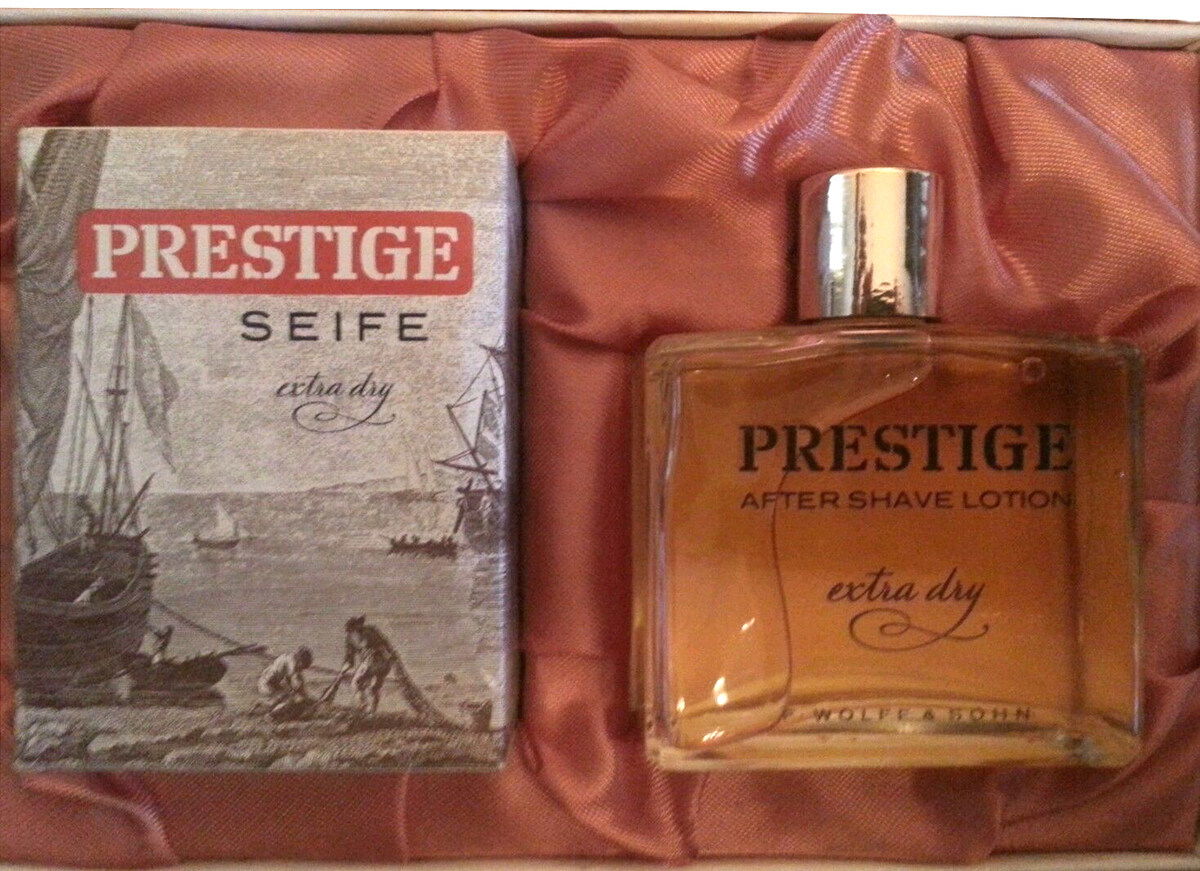 PRESTIGE
SEIFE
extra dry
PRESTIGE
AFTER SHAVE LOTION
extra dry
F. WOLFF & SOHN